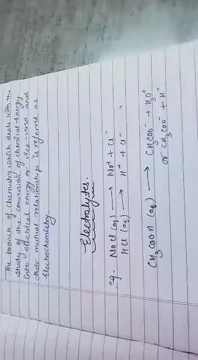 The branch of chemistry which deals with the
study of the conversion of chemical energy
into electrical energy or vice-versa and
their mutual relationship is referred as
Electrochemistry
Electrolytes:
e.g. NaCl (aq) → Na⁺ + Cl⁻
HCl (aq) → H⁺ + Cl⁻
CH₃COOH (aq) → CH₃COO⁻ + H₃O⁺
or CH₃COO⁻ + H⁺